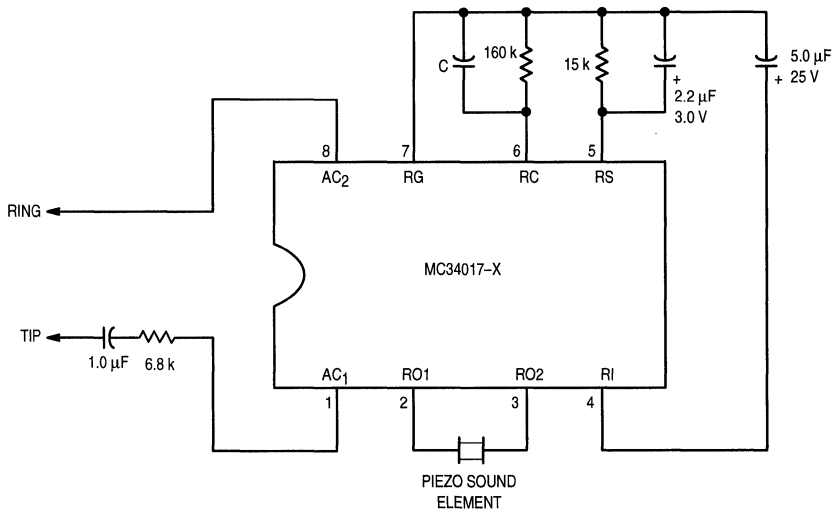 C
160 k
15 k
+
2.2 µF
3.0 V
5.0 µF
+ 25 V
8
7
6
5
AC2
RG
RC
RS
RING
MC34017–X
TIP
1.0 µF
6.8 k
AC1
RO1
RO2
RI
1
2
3
4
PIEZO SOUND
ELEMENT